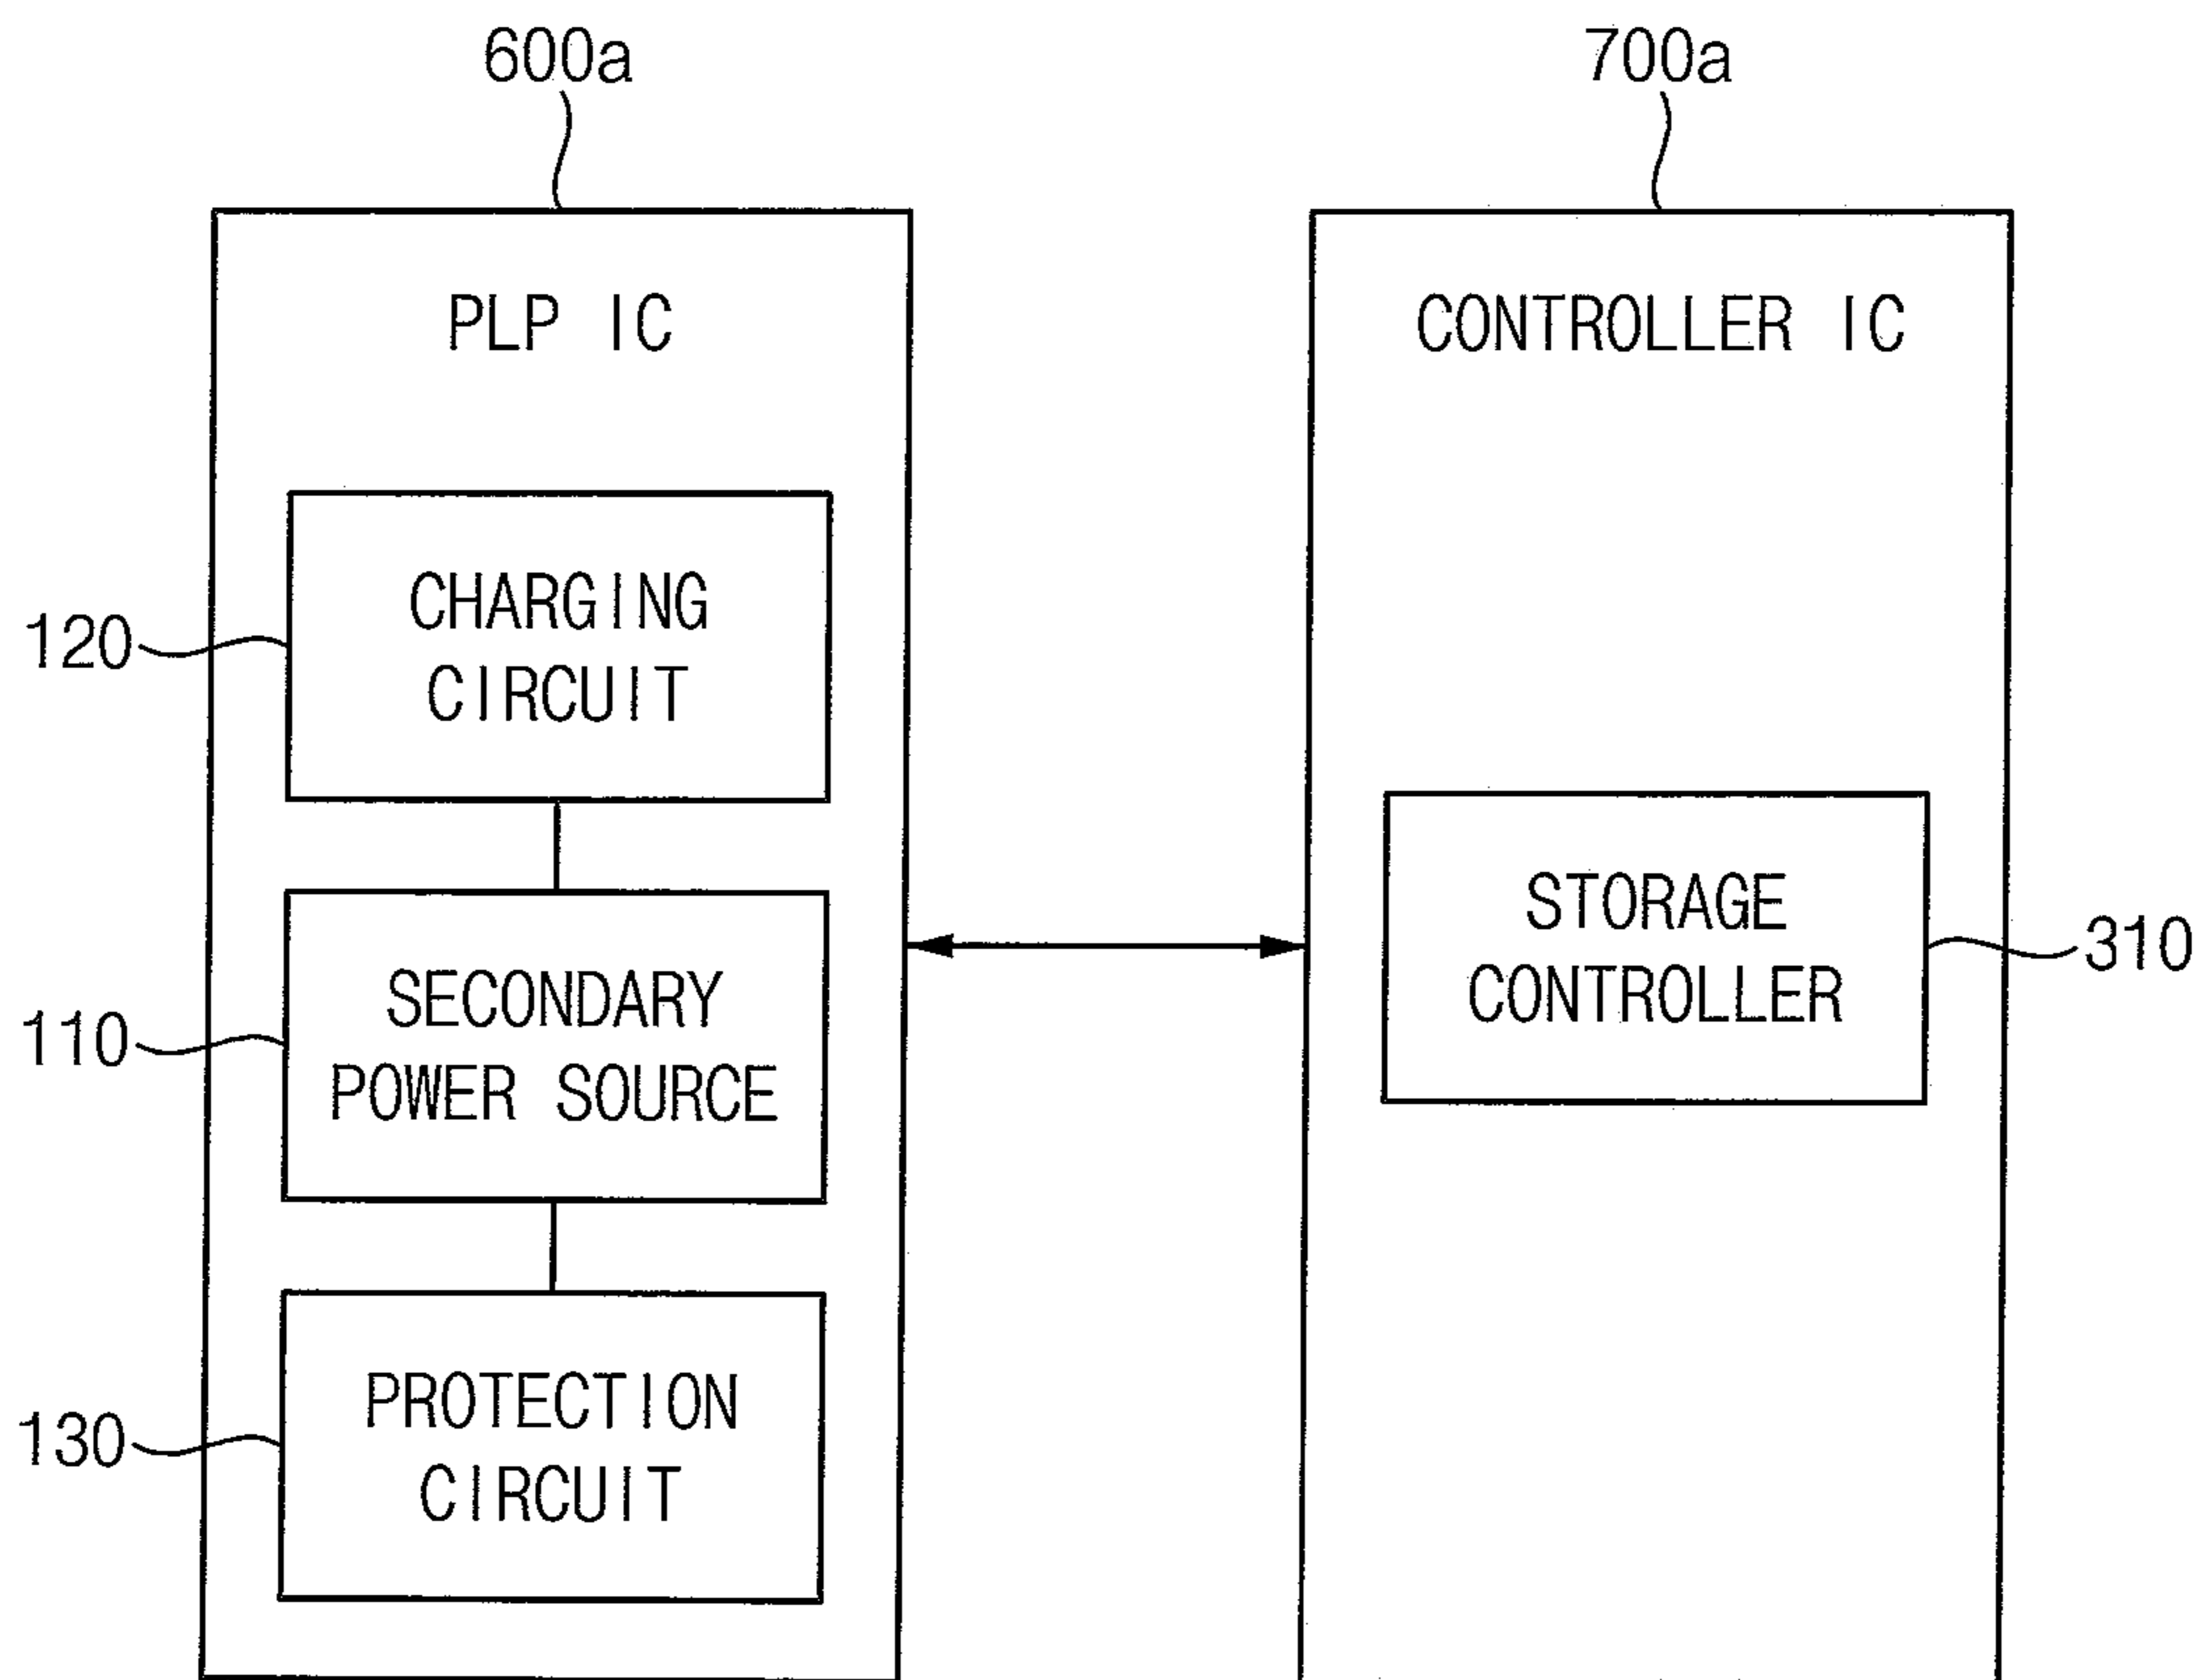 600a
700a
PLP IC
CONTROLLER IC
120
CHARGING
CIRCUIT
110
SECONDARY
POWER SOURCE
STORAGE
CONTROLLER
310
130
PROTECTION
CIRCUIT